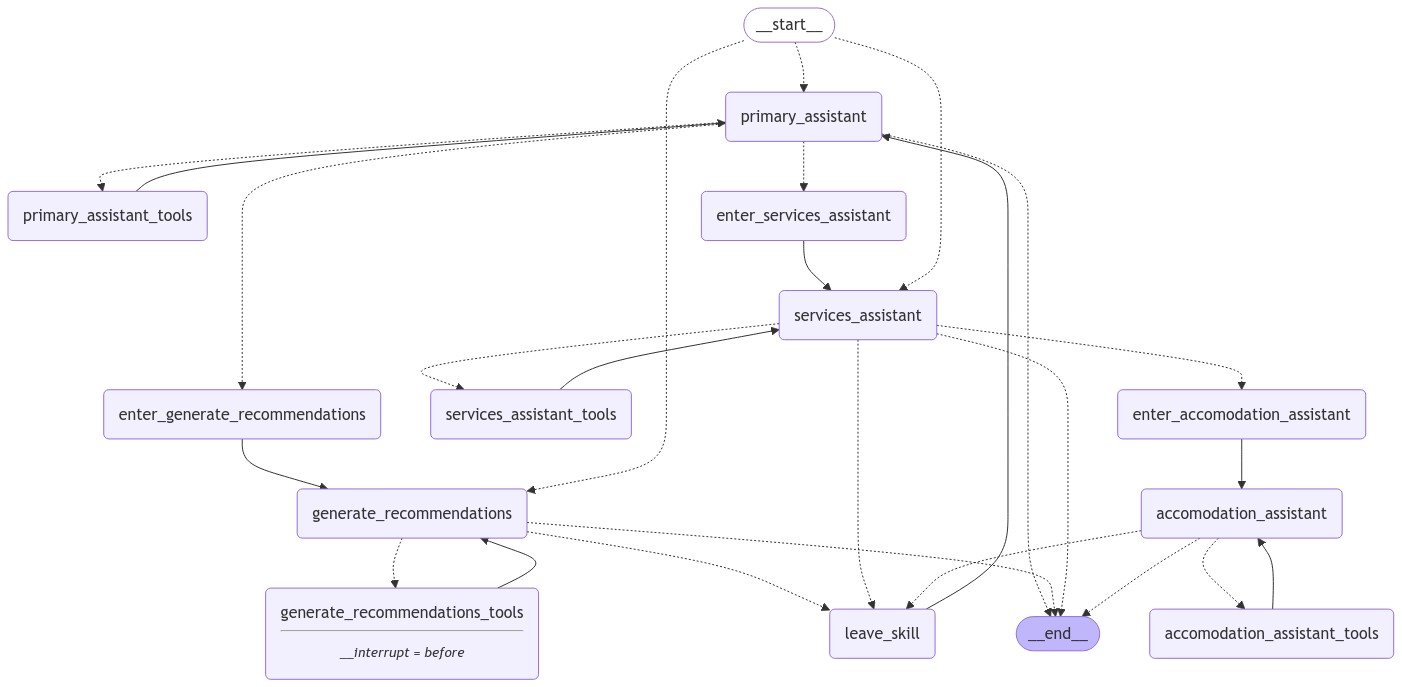 __start__
primary_assistant
primary_assistant_tools
enter_services_assistant
services_assistant
enter_generate_recommendations
services_assistant_tools
enter_accomodation_assistant
generate_recommendations
accomodation_assistant
generate_recommendations_tools
__interrupt = before
leave_skill
__end__
accomodation_assistant_tools